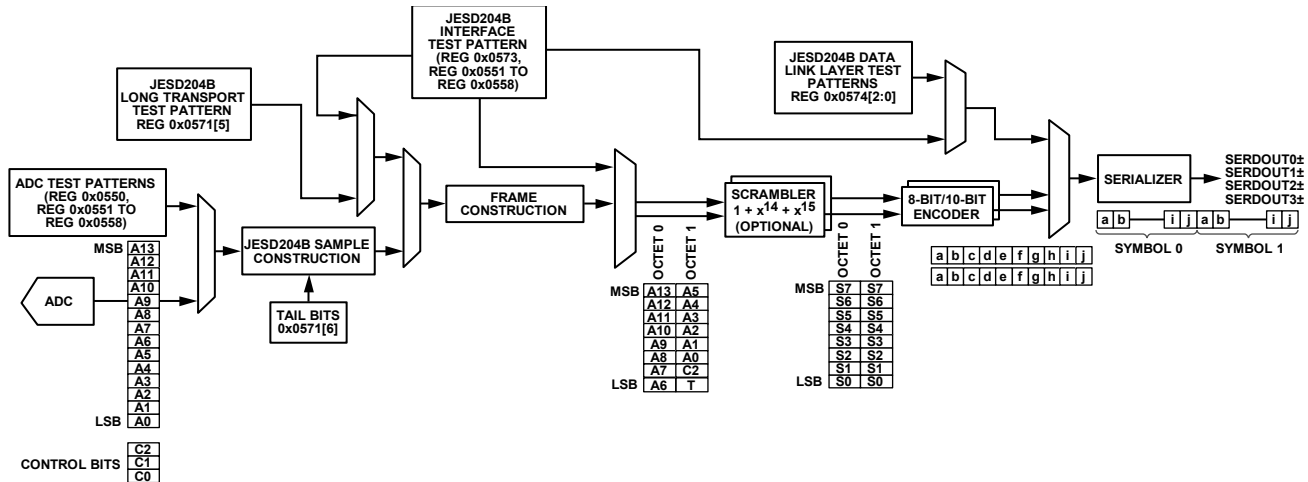 JESD204B
INTERFACE
TEST PATTERN
(REG 0x0573,
REG 0x0551 TO
REG 0x0558)
JESD204B
LONG TRANSPORT
TEST PATTERN
REG 0x0571[5]
JESD204B DATA
LINK LAYER TEST
PATTERNS
REG 0x0574[2:0]
ADC TEST PATTERNS
(REG 0x0550,
REG 0x0551 TO
REG 0x0558)
ADC
MSB A13
A12
A11
A10
A9
A8
A7
A6
A5
A4
A3
A2
A1
LSB A0
CONTROL BITS
C2
C1
C0
JESD204B SAMPLE
CONSTRUCTION
TAIL BITS
0x0571[6]
FRAME
CONSTRUCTION
OCTET 0 OCTET 1
MSB A13 A5
A12 A4
A11 A3
A10 A2
A9 A1
A8 A0
A7 C2
LSB A6 T
SCRAMBLER
1 + x14 + x15
(OPTIONAL)
OCTET 0 OCTET 1
MSB S7 S7
S6 S6
S5 S5
S4 S4
S3 S3
S2 S2
S1 S1
LSB S0 S0
8-BIT/10-BIT
ENCODER
a b c d e f g h i j
a b c d e f g h i j
SERIALIZER
SERDOUT0±
SERDOUT1±
SERDOUT2±
SERDOUT3±
a b i j a b i j
SYMBOL 0 SYMBOL 1